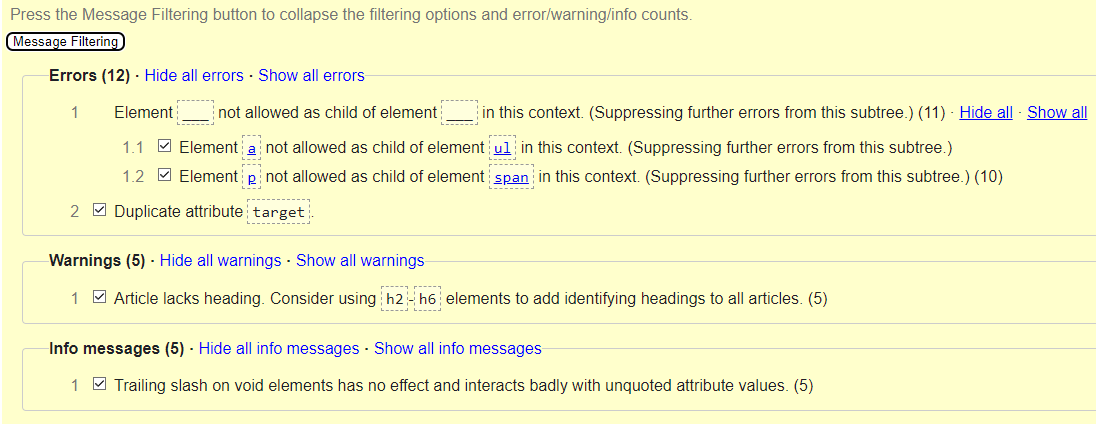 Press the Message Filtering button to collapse the filtering options and error/warning/info counts.
Message Filtering
Errors (12) · Hide all errors · Show all errors
1 Element ___ not allowed as child of element ___ in this context. (Suppressing further errors from this subtree.) (11) · Hide all · Show all
1.1 Element a not allowed as child of element ul in this context. (Suppressing further errors from this subtree.)
1.2 Element p not allowed as child of element span in this context. (Suppressing further errors from this subtree.) (10)
2 Duplicate attribute target.
Warnings (5) · Hide all warnings · Show all warnings
1 Article lacks heading. Consider using h2-h6 elements to add identifying headings to all articles. (5)
Info messages (5) · Hide all info messages · Show all info messages
1 Trailing slash on void elements has no effect and interacts badly with unquoted attribute values. (5)